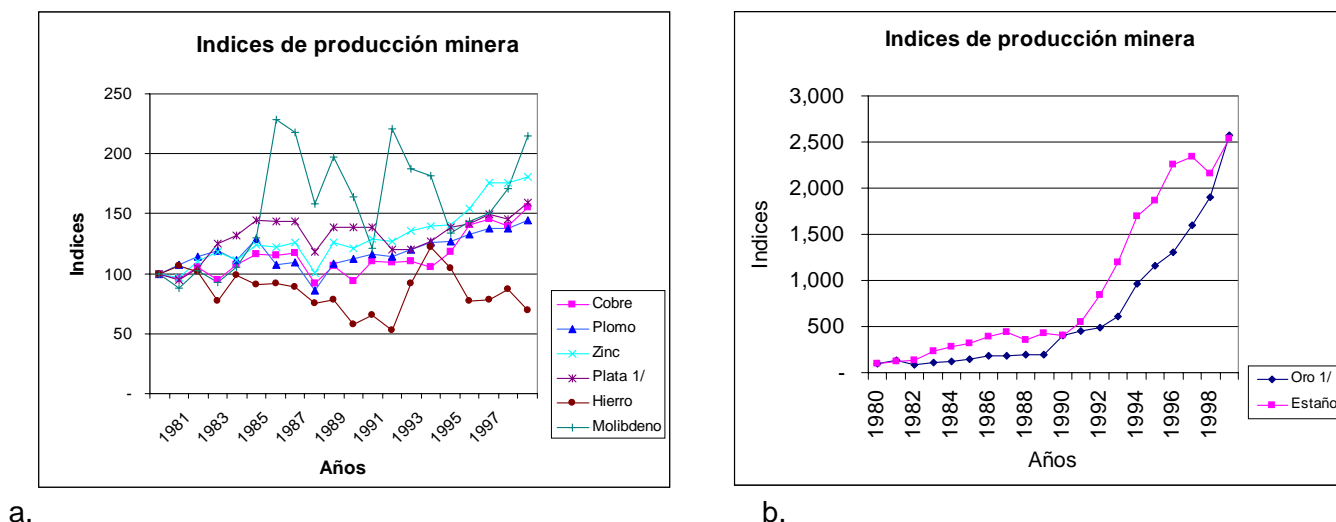 Indices de producción minera
250
200
150
100
50
-
Indices
1981
1983
1985
1987
1989
1991
1993
1995
1997
Años
Cobre
Plomo
Zinc
Plata 1/
Hierro
Molibdeno
a.
Indices de producción minera
3,000
2,500
2,000
1,500
1,000
500
-
Indices
1980
1982
1984
1986
1988
1990
1992
1994
1996
1998
Años
Oro 1/
Estaño
b.